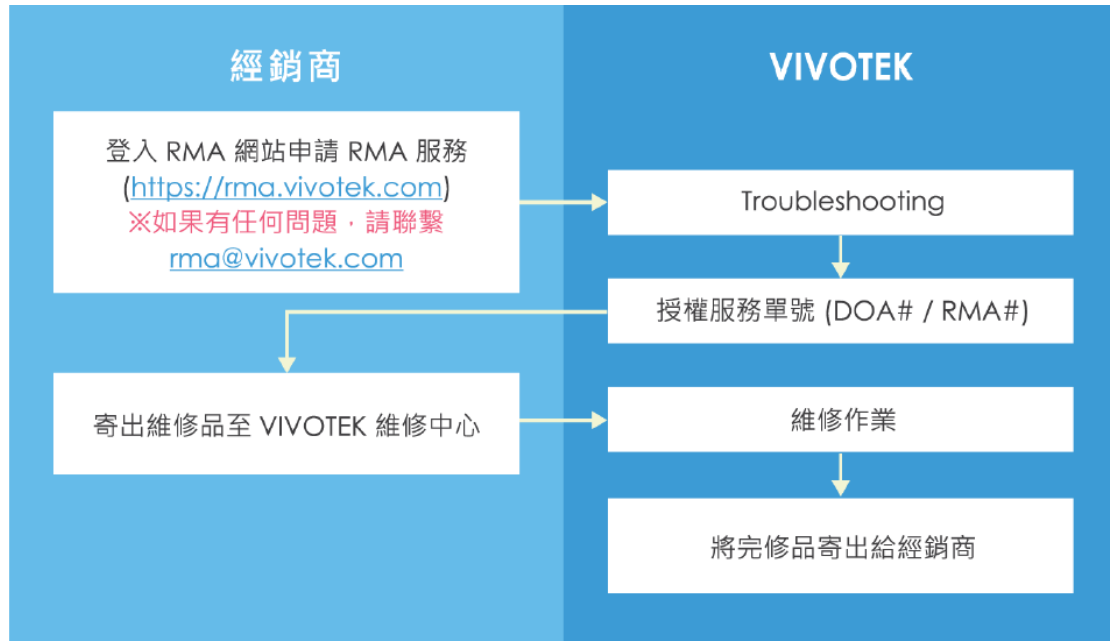 經銷商
VIVOTEK
登入 RMA 網站申請 RMA 服務
(https://rma.vivotek.com)
※如果有任何問題，請聯繫
rma@vivotek.com
Troubleshooting
授權服務單號 (DOA# / RMA#)
寄出維修品至 VIVOTEK 維修中心
維修作業
將完修品寄出給經銷商